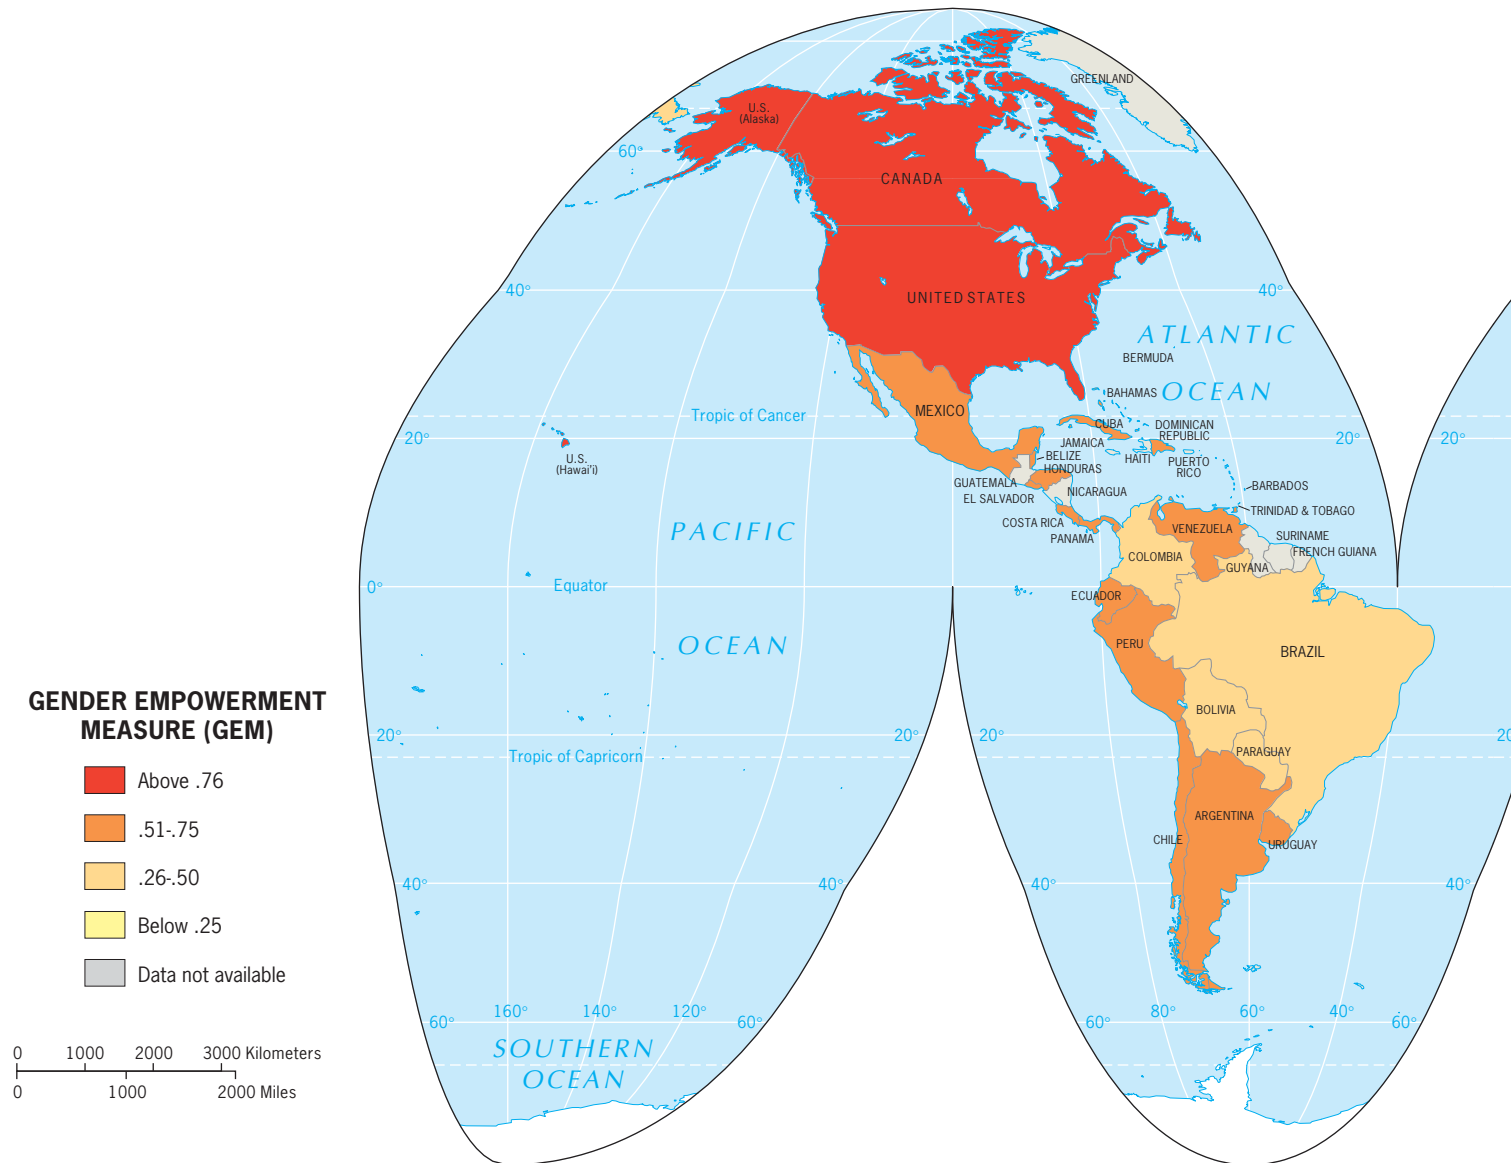 GREENLAND
U.S.
(Alaska)
60°
CANADA
40°
UNITED STATES
40°
ATLANTIC
BERMUDA
OCEAN
BAHAMAS
Tropic of Cancer
MEXICO
CUBA
DOMINICAN
REPUBLIC
20°
JAMAICA
20°
20°
U.S.
(Hawai'i)
BELIZE
HAITI
PUERTO
RICO
HONDURAS
GUATEMALA
BARBADOS
NICARAGUA
EL SALVADOR
TRINIDAD & TOBAGO
COSTA RICA
PANAMA
VENEZUELA
SURINAME
PACIFIC
COLOMBIA
FRENCH GUIANA
GUYANA
0°
Equator
ECUADOR
OCEAN
PERU
BRAZIL
BOLIVIA
20°
20°
20°
20
Tropic of Capricorn
PARAGUAY
ARGENTINA
CHILE
URUGUAY
40°
40°
40°
40°
GENDER EMPOWERMENT
MEASURE (GEM)
Above .76
.51-.75
.26-.50
Below .25
Data not available
160°
140°
120°
60°
60°
80°
60°
40°
60°
60°
SOUTHERN
OCEAN
0 1000 2000 3000 Kilometers
0 1000 2000 Miles